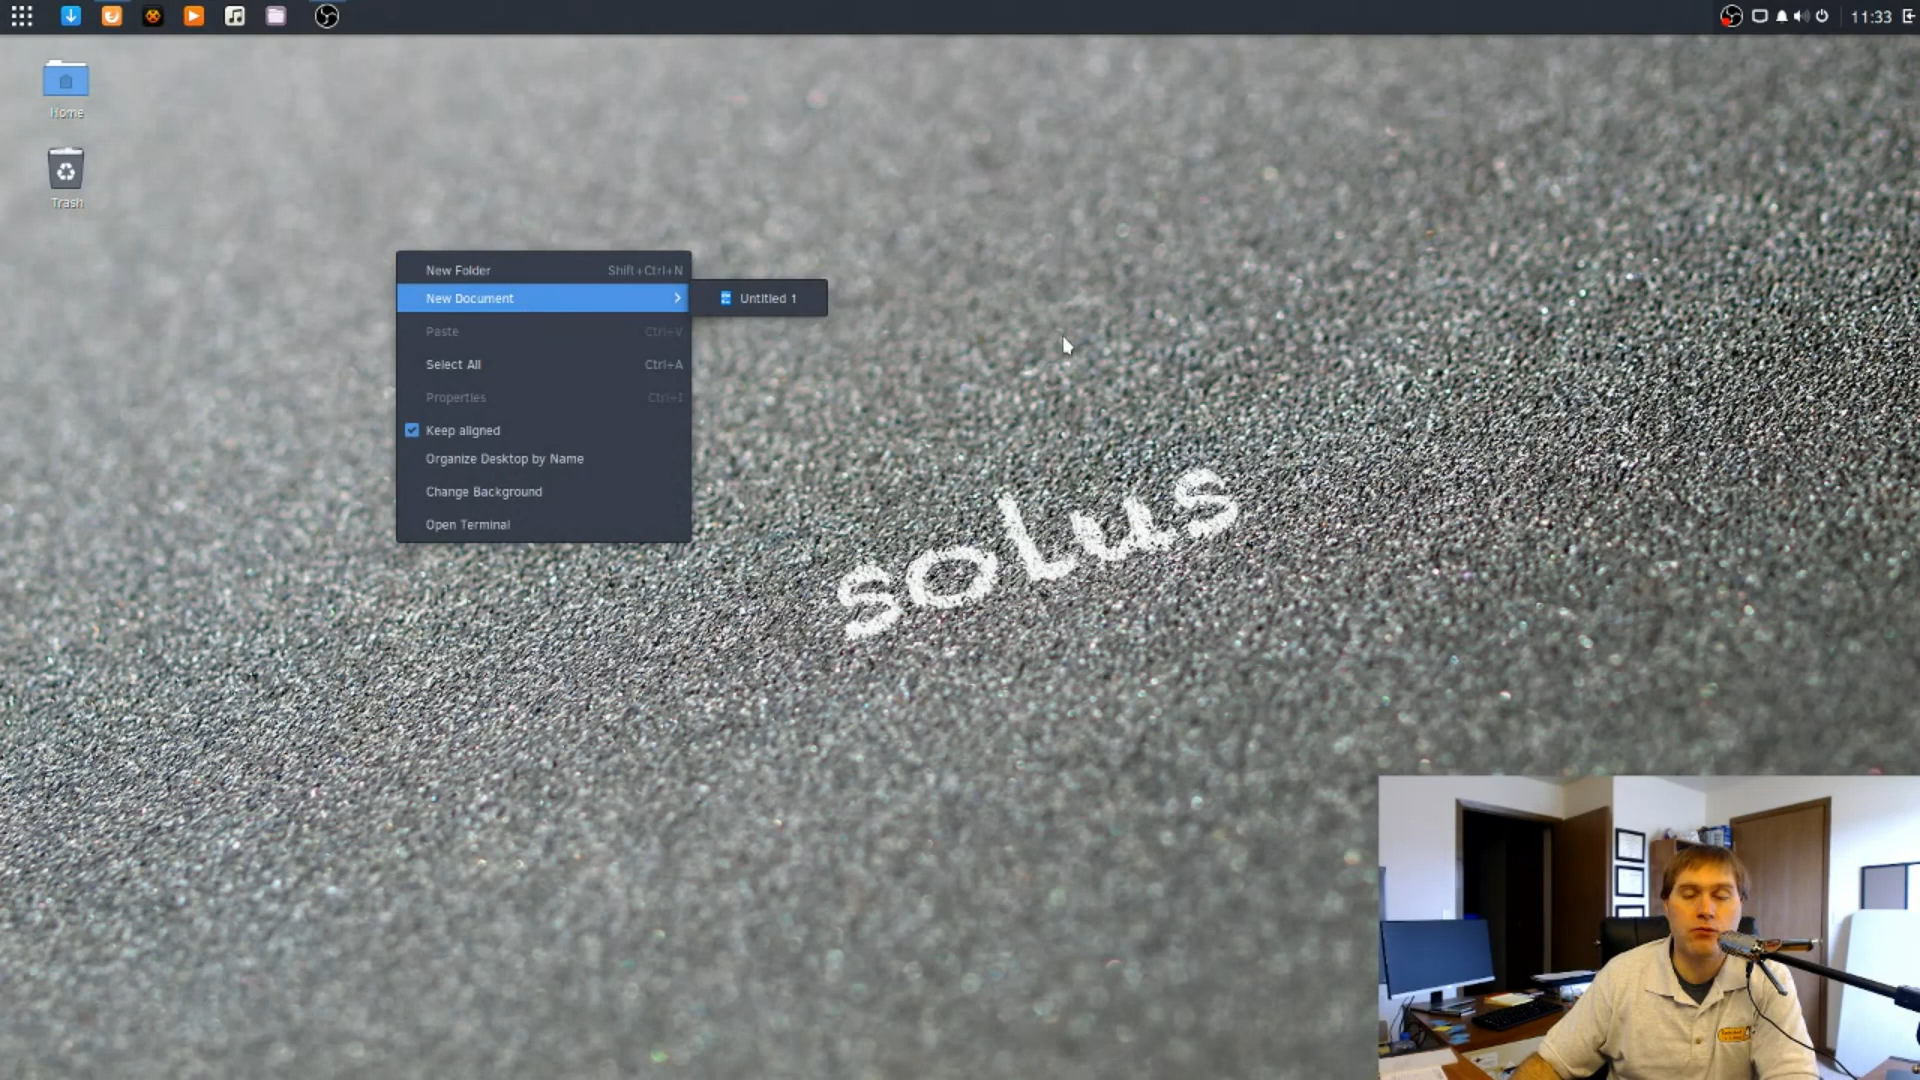 11:33
Home
Trash
New Folder Shift+Ctrl+N
New Document Untitled 1
Paste Ctrl+V
Select All Ctrl+A
Properties Ctrl+I
Keep aligned
Organize Desktop by Name
Change Background
Open Terminal
solus